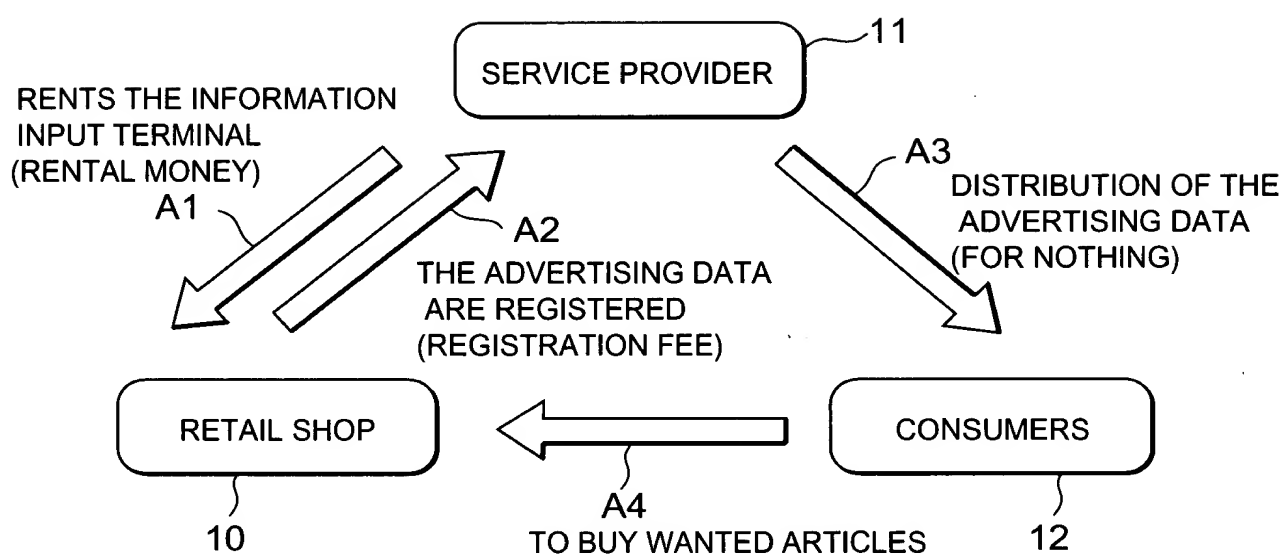 11
SERVICE PROVIDER
RENTS THE INFORMATION
INPUT TERMINAL
(RENTAL MONEY)
A1
A2
THE ADVERTISING DATA
ARE REGISTERED
(REGISTRATION FEE)
A3
DISTRIBUTION OF THE
ADVERTISING DATA
(FOR NOTHING)
RETAIL SHOP
CONSUMERS
10
A4
12
TO BUY WANTED ARTICLES